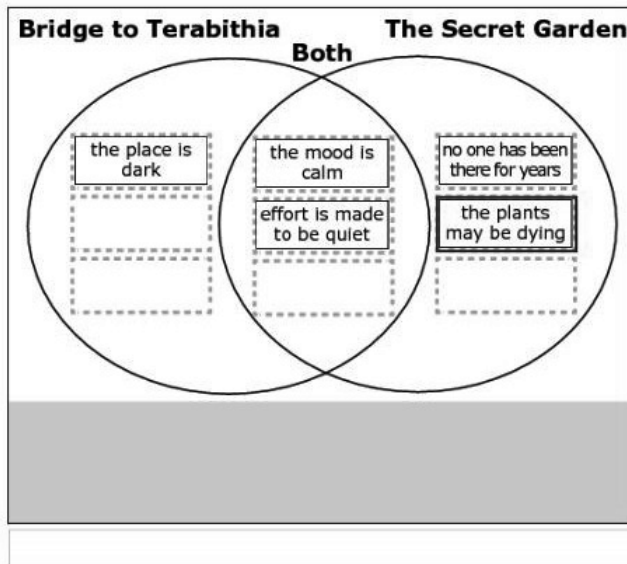 Bridge to Terabithia
The Secret Garden
Both
the place is
dark
the mood is
calm
effort is made
to be quiet
no one has been
there for years
the plants
may be dying